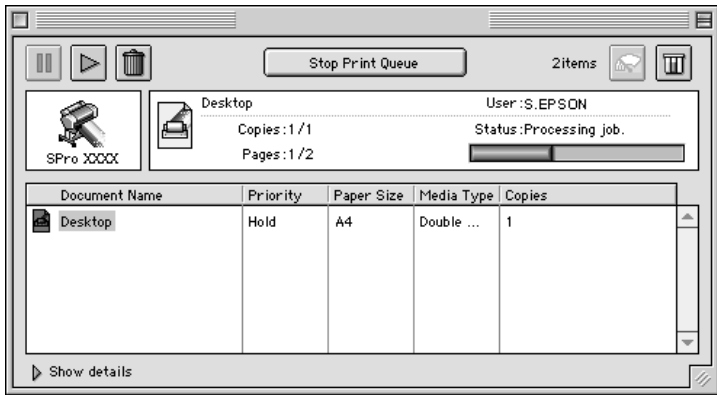 Stop Print Queue
2items
SPro XXXX
Desktop
User:S.EPSON
Copies:1/1
Status:Processing job.
Pages:1/2
Document Name Priority Paper Size Media Type Copies
Desktop Hold A4 Double ... 1
Show details